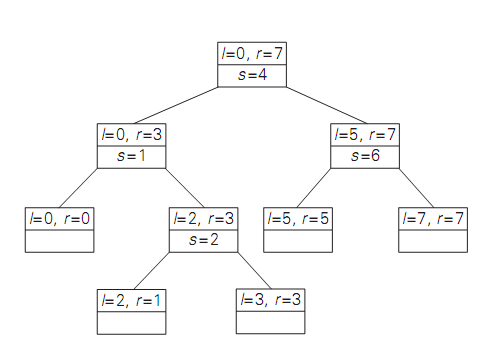 l=0, r=7
s=4
l=0, r=3
l=5, r=7
s=1
s=6
l=0, r=0
l=2, r=3
l=5, r=5
l=7, r=7
s=2
l=2, r=1
l=3, r=3